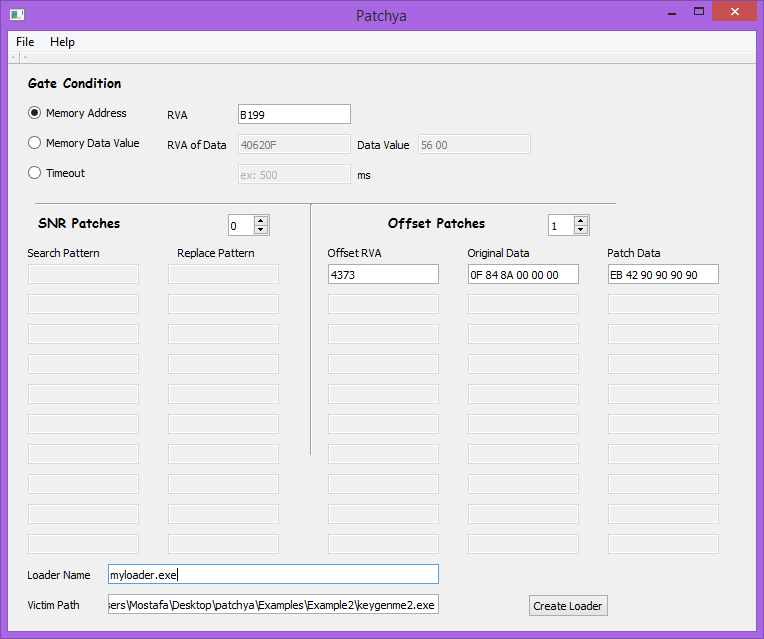 Patchya
File Help
Gate Condition
Memory Address RVA B199
Memory Data Value RVA of Data 40620F Data Value 56 00
Timeout ex: 500 ms
SNR Patches 0 Offset Patches 1
Search Pattern Replace Pattern Offset RVA Original Data Patch Data
4373 0F 84 8A 00 00 00 EB 42 90 90 90 90
Loader Name myloader.exe
Victim Path sers\Mostafa\Desktop\patchya\Examples\Example2\keygenme2.exe Create Loader